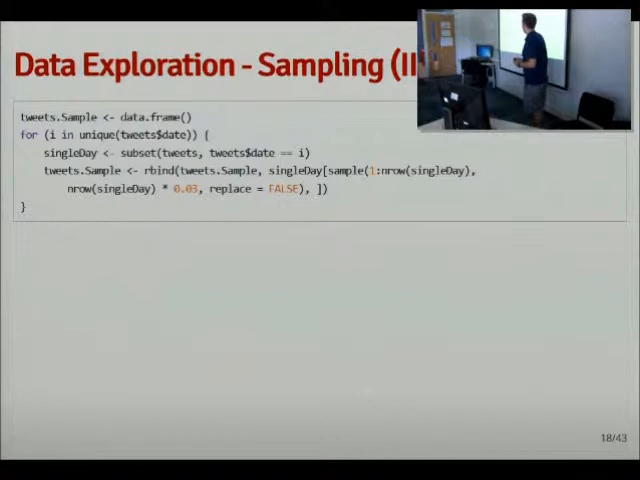 Data Exploration - Sampling (II
tweets.Sample <- data.frame()
for (i in unique(tweets$date)) {
singleDay <- subset(tweets, tweets$date == i)
tweets.Sample <- rbind(tweets.Sample, singleDay[sample(1:nrow(singleDay),
nrow(singleDay) * 0.03, replace = FALSE), ])
}
18/43